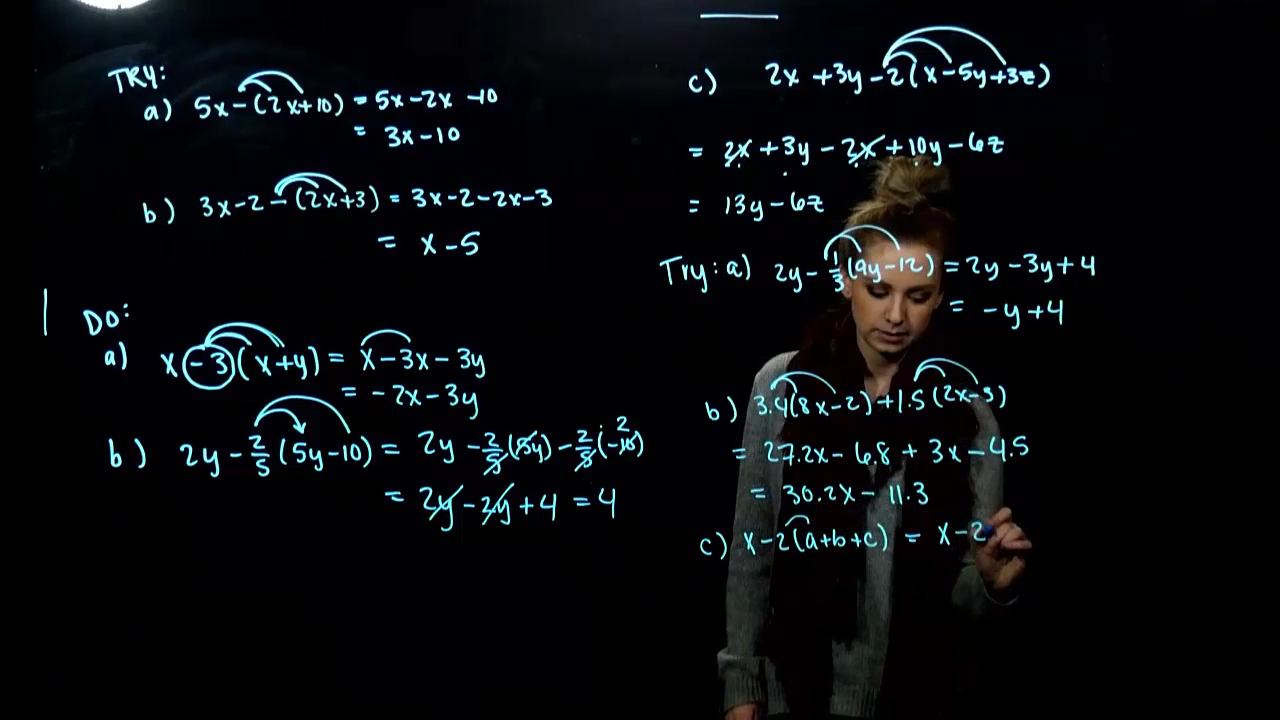 TRY:
a) 5x-(2x+10) = 5x-2x-10
= 3x-10
b) 3x-2-(2x+3) = 3x-2-2x-3
= x-5
DO:
a) x-3(x+y) = x-3x-3y
= -2x-3y
b) 2y-2/5(5y-10) = 2y-2/5(5y)-2/5(-10) 2
= 2y-2y+4 = 4
c) 2x+3y-2(x-5y+3z)
= 2x+3y-2x+10y-6z
= 13y-6z
Try: a) 2y-1/3(9y-12) = 2y-3y+4
= -y+4
b) 3.4(8x-2)+1.5(2x-3)
= 27.2x-6.8+3x-4.5
= 30.2x-11.3
c) x-2(a+b+c) = x-2